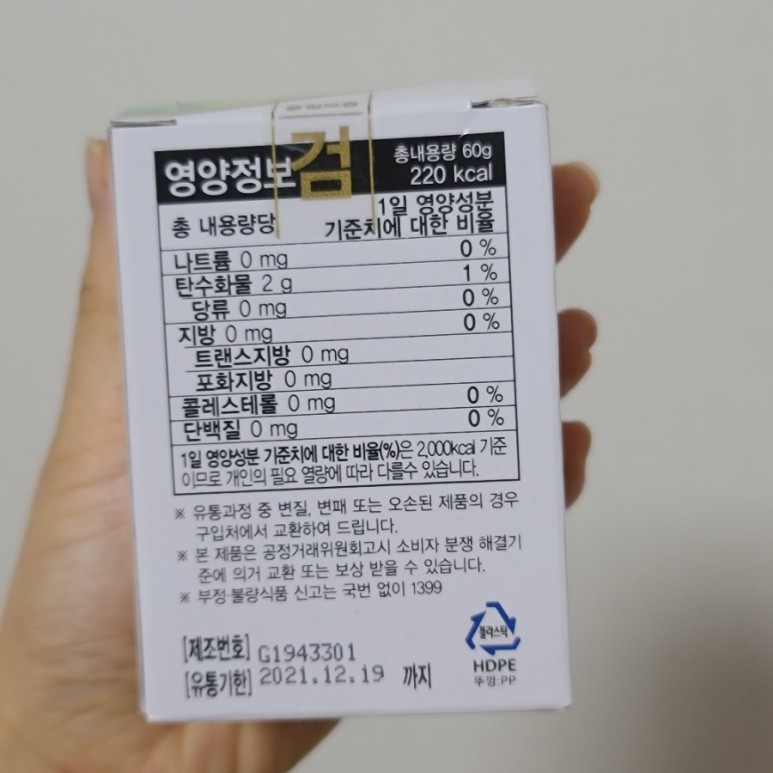 영양정보
검
총내용량 60g
220 kcal
총 내용량당
1일 영양성분
기준치에 대한 비율
나트륨 0 mg 0 %
탄수화물 2 g 1 %
당류 0 mg 0 %
지방 0 mg 0 %
트랜스지방 0 mg
포화지방 0 mg
콜레스테롤 0 mg 0 %
단백질 0 mg 0 %
1일 영양성분 기준치에 대한 비율(%)은 2,000kcal 기준
이므로 개인의 필요 열량에 따라 다를수 있습니다.
※ 유통과정 중 변질, 변패 또는 오손된 제품의 경우
구입처에서 교환하여 드립니다.
※ 본 제품은 공정거래위원회고시 소비자 분쟁 해결기
준에 의거 교환 또는 보상 받을 수 있습니다.
※ 부정·불량식품 신고는 국번 없이 1399
플라스틱
HDPE
뚜껑:PP
[제조번호] G1943301
[유통기한] 2021.12.19 까지